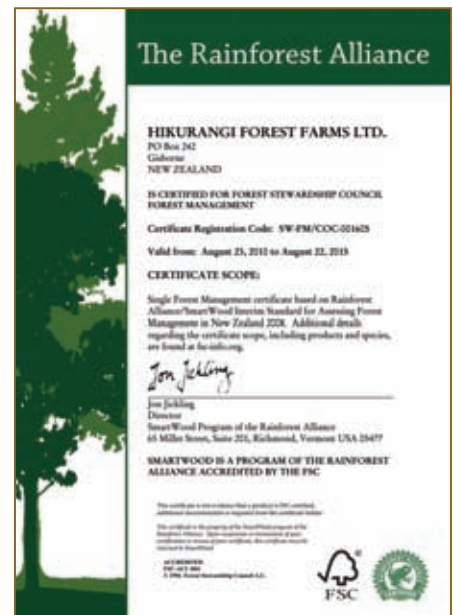 The Rainforest Alliance
HIKURANGI FOREST FARMS LTD.
PO Box 242
Gisborne
NEW ZEALAND
IS CERTIFIED FOR FOREST STEWARDSHIP COUNCIL
FOREST MANAGEMENT
Certificate Registration Code: SW-FM/COC-001605
Valid from: August 23, 2010 to August 22, 2015
CERTIFICATE SCOPE:
Single Forest Management certificate based on Rainforest
Alliance/SmartWood Interim Standard for Assessing Forest
Management in New Zealand 2008. Additional details
regarding the certificate scope, including products and species,
are found at fsc-info.org.
Jon Jickling
Jon Jickling
Director
SmartWood Program of the Rainforest Alliance
65 Millet Street, Suite 201, Richmond, Vermont USA 05477
SMARTWOOD IS A PROGRAM OF THE RAINFOREST
ALLIANCE ACCREDITED BY THE FSC
ACCREDITED
FSC